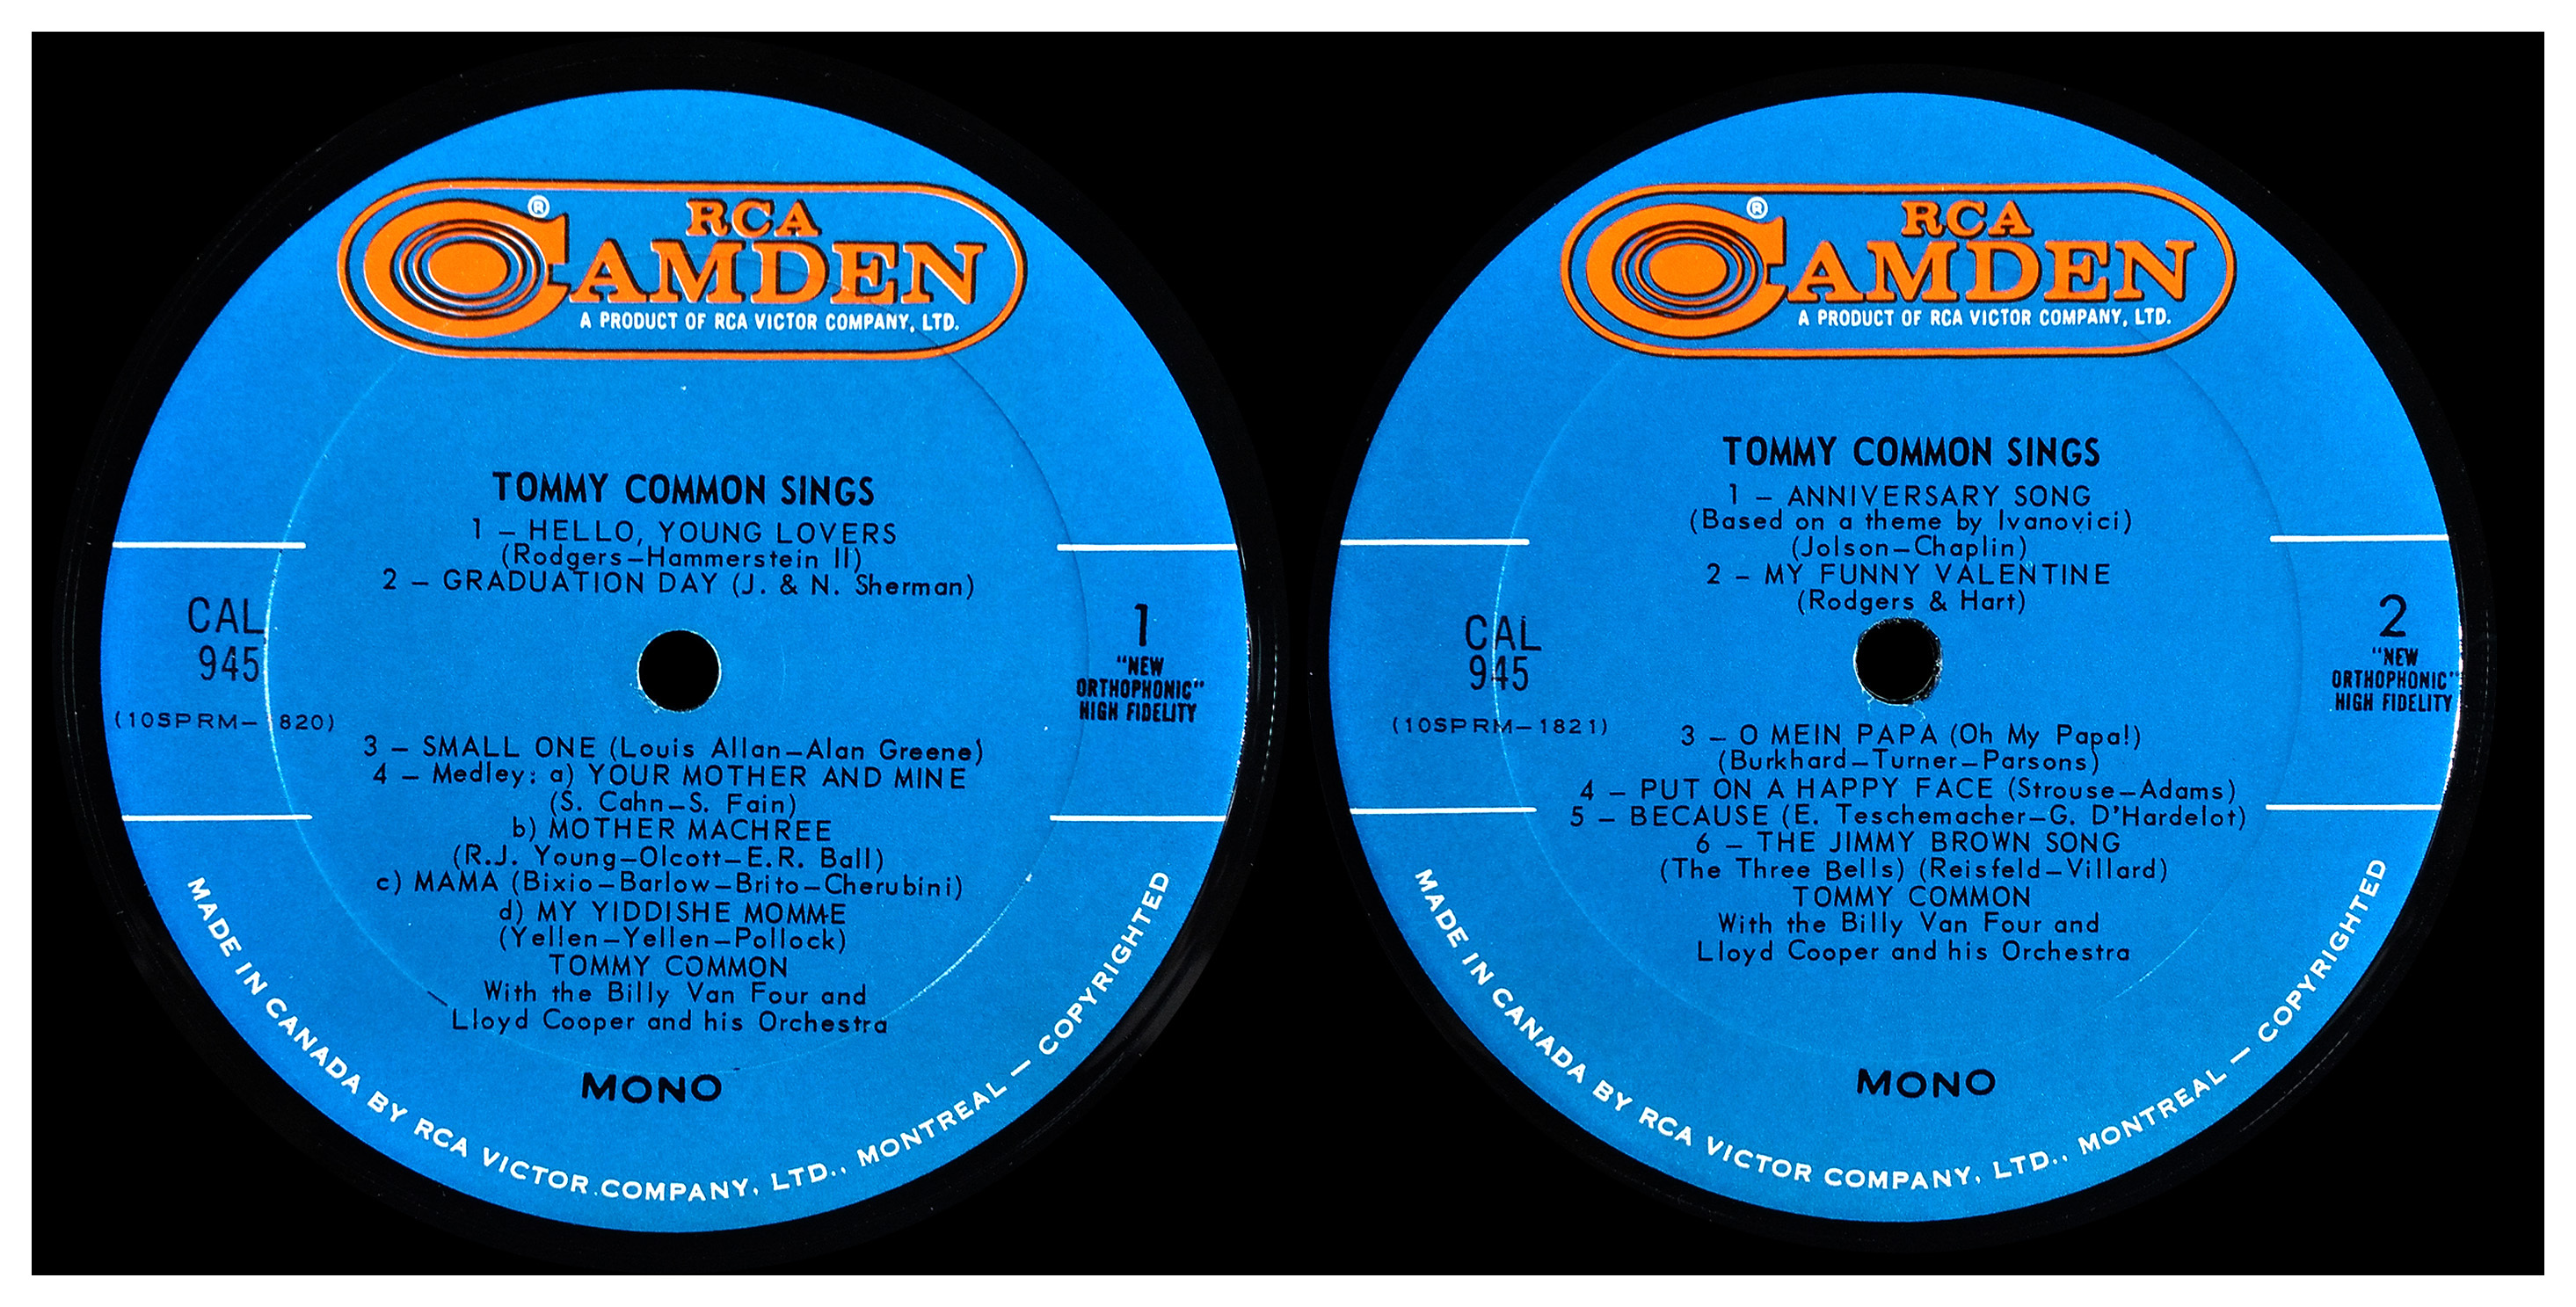 RCA
CAMDEN
®
A PRODUCT OF RCA VICTOR COMPANY, LTD.
TOMMY COMMON SINGS
1 – HELLO, YOUNG LOVERS
(Rodgers–Hammerstein II)
2 – GRADUATION DAY (J. & N. Sherman)
CAL
945
(10SPRM– 820)
1
"NEW
ORTHOPHONIC"
HIGH FIDELITY
3 – SMALL ONE (Louis Allan–Alan Greene)
4 – Medley: a) YOUR MOTHER AND MINE
(S. Cahn–S. Fain)
b) MOTHER MACHREE
(R.J. Young–Olcott–E.R. Ball)
c) MAMA (Bixio–Barlow–Brito–Cherubini)
d) MY YIDDISHE MOMME
(Yellen–Yellen–Pollock)
TOMMY COMMON
With the Billy Van Four and
Lloyd Cooper and his Orchestra
MONO
MADE IN CANADA BY RCA VICTOR COMPANY, LTD., MONTREAL – COPYRIGHTED
RCA
CAMDEN
®
A PRODUCT OF RCA VICTOR COMPANY, LTD.
TOMMY COMMON SINGS
1 – ANNIVERSARY SONG
(Based on a theme by Ivanovici)
(Jolson–Chaplin)
2 – MY FUNNY VALENTINE
(Rodgers & Hart)
CAL
945
(10SPRM–1821)
2
"NEW
ORTHOPHONIC"
HIGH FIDELITY
3 – O MEIN PAPA (Oh My Papa!)
(Burkhard–Turner–Parsons)
4 – PUT ON A HAPPY FACE (Strouse–Adams)
5 – BECAUSE (E. Teschemacher–G. D'Hardelot)
6 – THE JIMMY BROWN SONG
(The Three Bells) (Reisfeld–Villard)
TOMMY COMMON
With the Billy Van Four and
Lloyd Cooper and his Orchestra
MONO
MADE IN CANADA BY RCA VICTOR COMPANY, LTD., MONTREAL – COPYRIGHTED